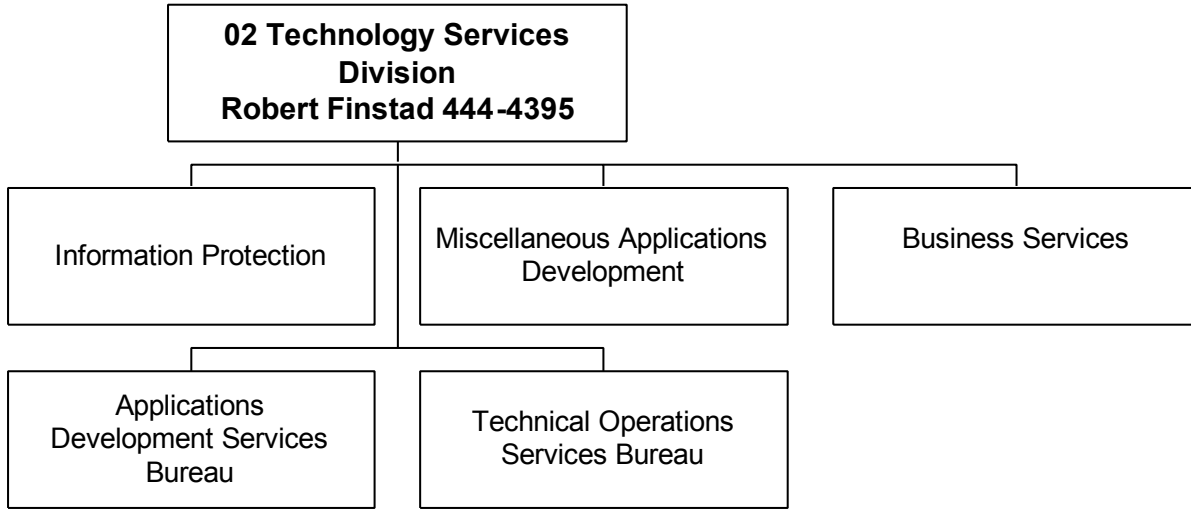 02 Technology Services
Division
Robert Finstad 444-4395
Information Protection
Miscellaneous Applications
Development
Business Services
Applications
Development Services
Bureau
Technical Operations
Services Bureau